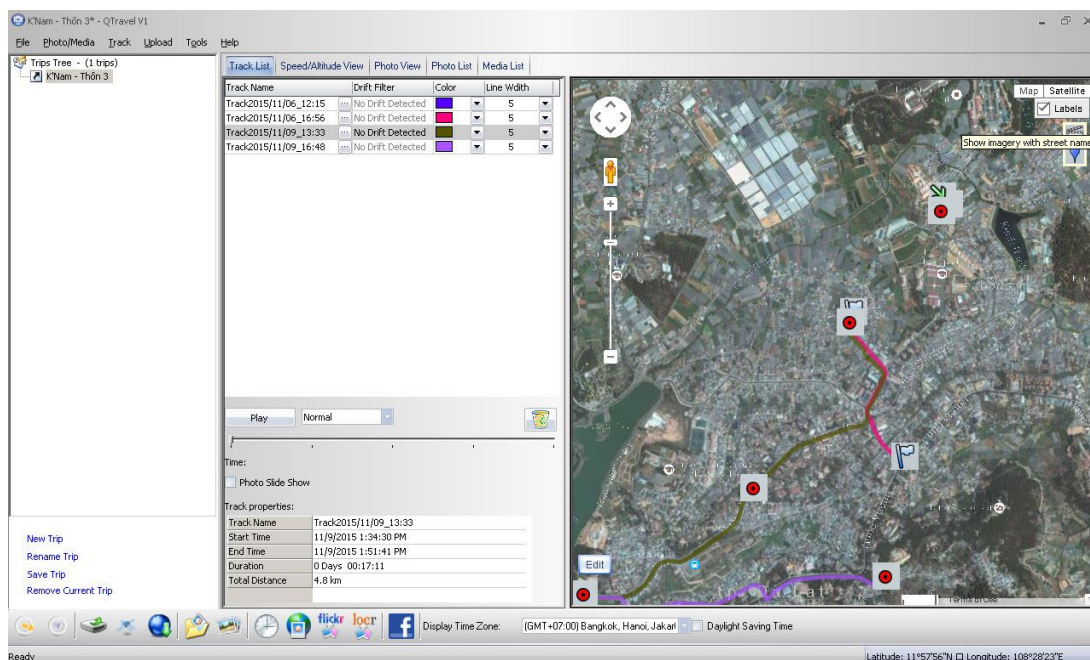 K'Nam - Thôn 3* - QTravel V1
File Photo/Media Track Upload Tools Help
Trips Tree - (1 trips)
K'Nam - Thôn 3
Track List Speed/Altitude View Photo View Photo List Media List
Track Name Drift Filter Color Line Wdith
Track2015/11/06_12:15 ... No Drift Detected 5
Track2015/11/06_16:56 ... No Drift Detected 5
Track2015/11/09_13:33 ... No Drift Detected 5
Track2015/11/09_16:48 ... No Drift Detected 5
Map Satellite
Labels
Show imagery with street name
Play Normal
Time:
Photo Slide Show
Track properties:
Track Name Track2015/11/09_13:33
Start Time 11/9/2015 1:34:30 PM
End Time 11/9/2015 1:51:41 PM
Duration 0 Days 00:17:11
Total Distance 4.8 km
Edit
Terms of Use
New Trip
Rename Trip
Save Trip
Remove Current Trip
flickr locr f
Display Time Zone: (GMT+07:00) Bangkok, Hanoi, Jakart Daylight Saving Time
Ready
Latitude: 11°57'56"N Longitude: 108°28'23"E